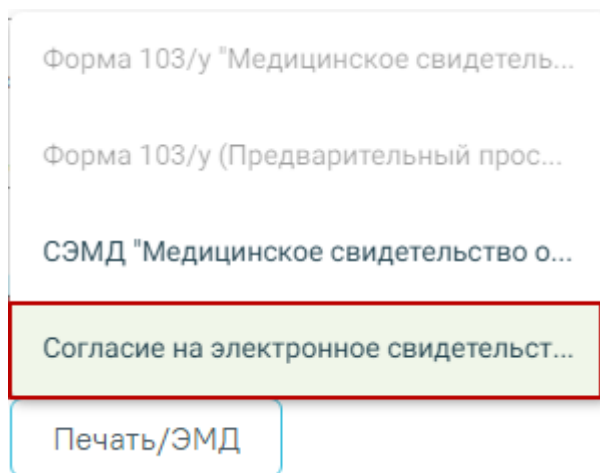 Форма 103/у "Медицинское свидетель...
Форма 103/у (Предварительный прос...
СЭМД "Медицинское свидетельство о...
Согласие на электронное свидетельст...
Печать/ЭМД